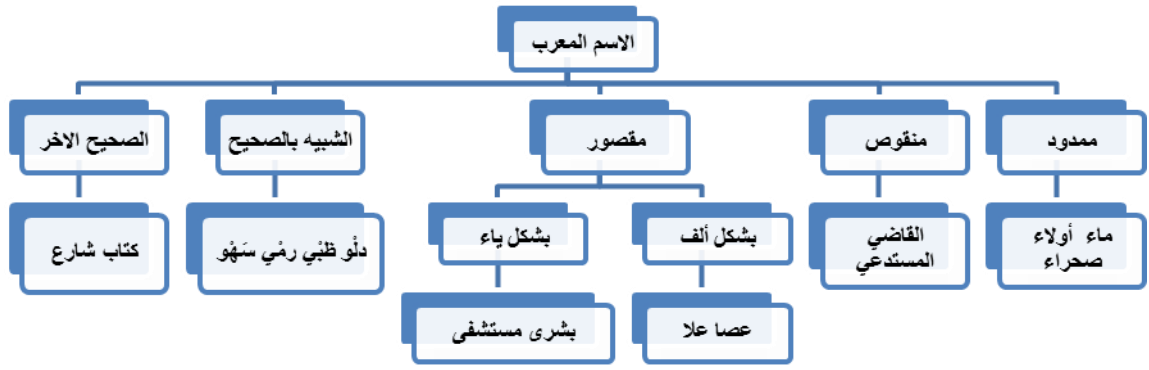 الاسم المعرب
ممدود
منقوص
مقصور
الشبيه بالصحيح
الصحيح الاخر
ماء أولاء
صحراء
القاضي
المستدعي
بشكل ألف
بشكل ياء
دلْو ظبْي رمْي سَهْو
كتاب شارع
عصا علا
بشرى مستشفى